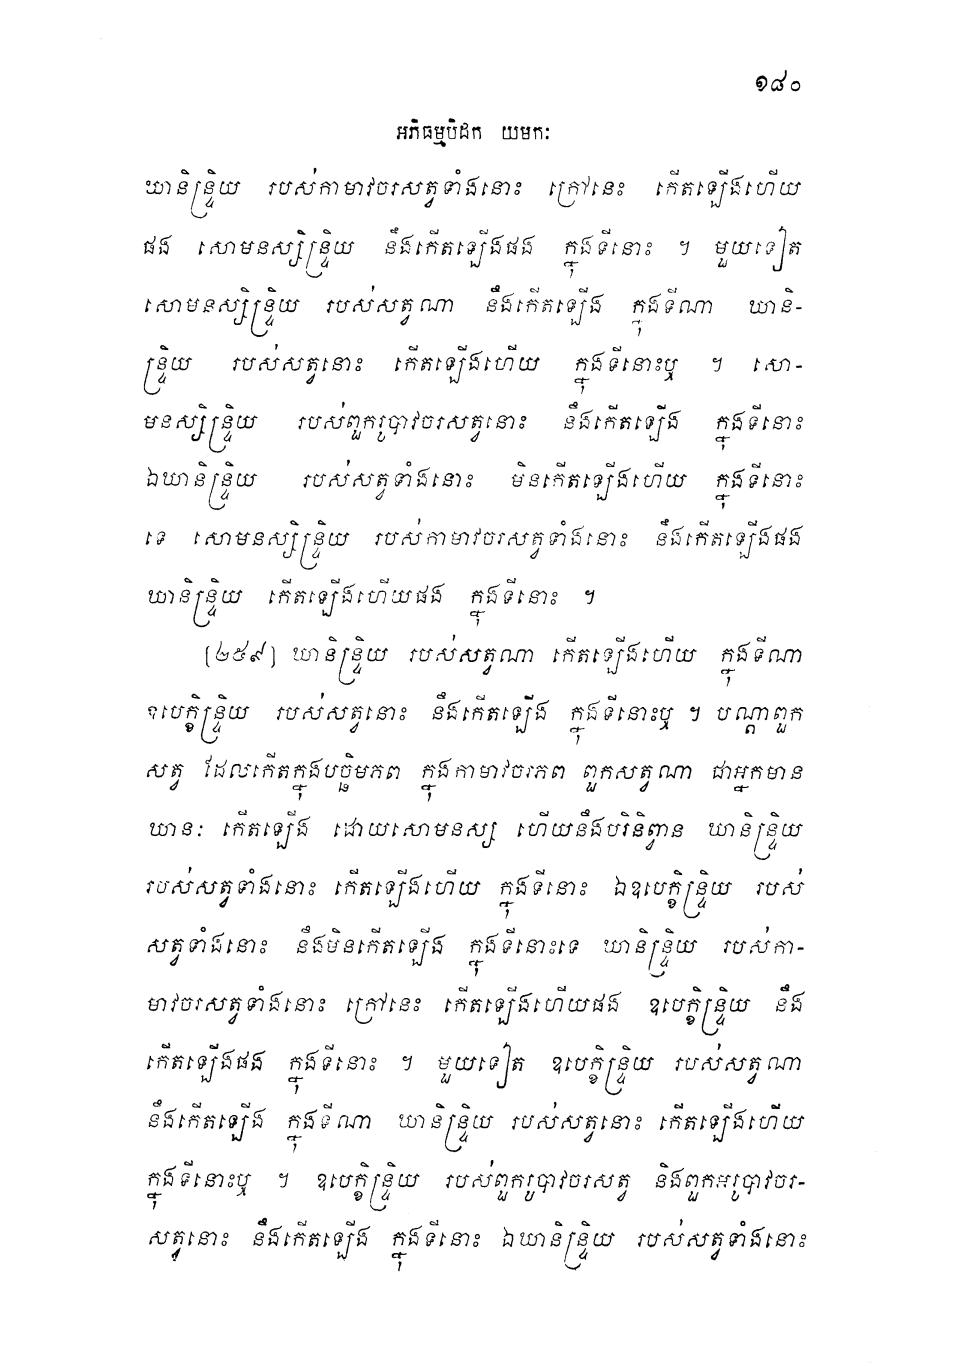 ១៨០
អភិធម្មបិដក យមកៈ
ឃានិន្ទ្រិយ របស់កាមាវចរសត្វទាំងនោះ ក្រៅនេះ កើតឡើងហើយ
ផង សោមនស្សិន្ទ្រិយ នឹងកើតឡើងផង ក្នុងទីនោះ ។ មួយទៀត
សោមនស្សិន្ទ្រិយ របស់សត្វណា នឹងកើតឡើង ក្នុងទីណា ឃានិ-
ន្ទ្រិយ របស់សត្វនោះ កើតឡើងហើយ ក្នុងទីនោះឬ ។ សោ-
មនស្សិន្ទ្រិយ របស់ពួករូបាវចរសត្វនោះ នឹងកើតឡើង ក្នុងទីនោះ
ឯឃានិន្ទ្រិយ របស់សត្វទាំងនោះ មិនកើតឡើងហើយ ក្នុងទីនោះ
ទេ សោមនស្សិន្ទ្រិយ របស់កាមាវចរសត្វទាំងនោះ នឹងកើតឡើងផង
ឃានិន្ទ្រិយ កើតឡើងហើយផង ក្នុងទីនោះ ។
[២៥៩] ឃានិន្ទ្រិយ របស់សត្វណា កើតឡើងហើយ ក្នុងទីណា
ឧបេក្ខិន្ទ្រិយ របស់សត្វនោះ នឹងកើតឡើង ក្នុងទីនោះឬ ។ បណ្តាពួក
សត្វ ដែលកើតក្នុងបច្ឆិមភព ក្នុងកាមាវចរភព ពួកសត្វណា ជាអ្នកមាន
ឃានៈ កើតឡើង ដោយសោមនស្ស ហើយនឹងបរិនិព្វាន ឃានិន្ទ្រិយ
របស់សត្វទាំងនោះ កើតឡើងហើយ ក្នុងទីនោះ ឯឧបេក្ខិន្ទ្រិយ របស់
សត្វទាំងនោះ នឹងមិនកើតឡើង ក្នុងទីនោះទេ ឃានិន្ទ្រិយ របស់កា-
មាវចរសត្វទាំងនោះ ក្រៅនេះ កើតឡើងហើយផង ឧបេក្ខិន្ទ្រិយ នឹង
កើតឡើងផង ក្នុងទីនោះ ។ មួយទៀត ឧបេក្ខិន្ទ្រិយ របស់សត្វណា
នឹងកើតឡើង ក្នុងទីណា ឃានិន្ទ្រិយ របស់សត្វនោះ កើតឡើងហើយ
ក្នុងទីនោះឬ ។ ឧបេក្ខិន្ទ្រិយ របស់ពួករូបាវចរសត្វ និងពួកអរូបាវចរ-
សត្វនោះ នឹងកើតឡើង ក្នុងទីនោះ ឯឃានិន្ទ្រិយ របស់សត្វទាំងនោះ